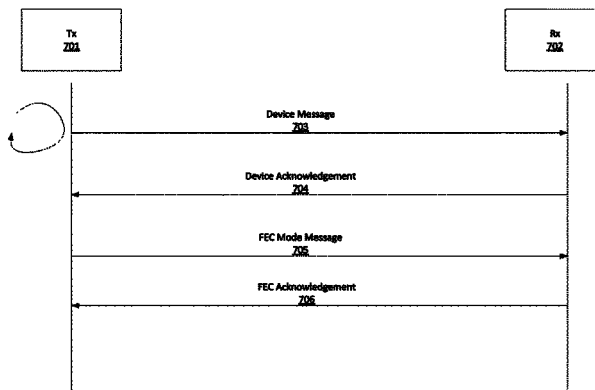 Tx
701
Rx
702
Device Message
703
Device Acknowledgement
704
FEC Mode Message
705
FEC Acknowledgement
706